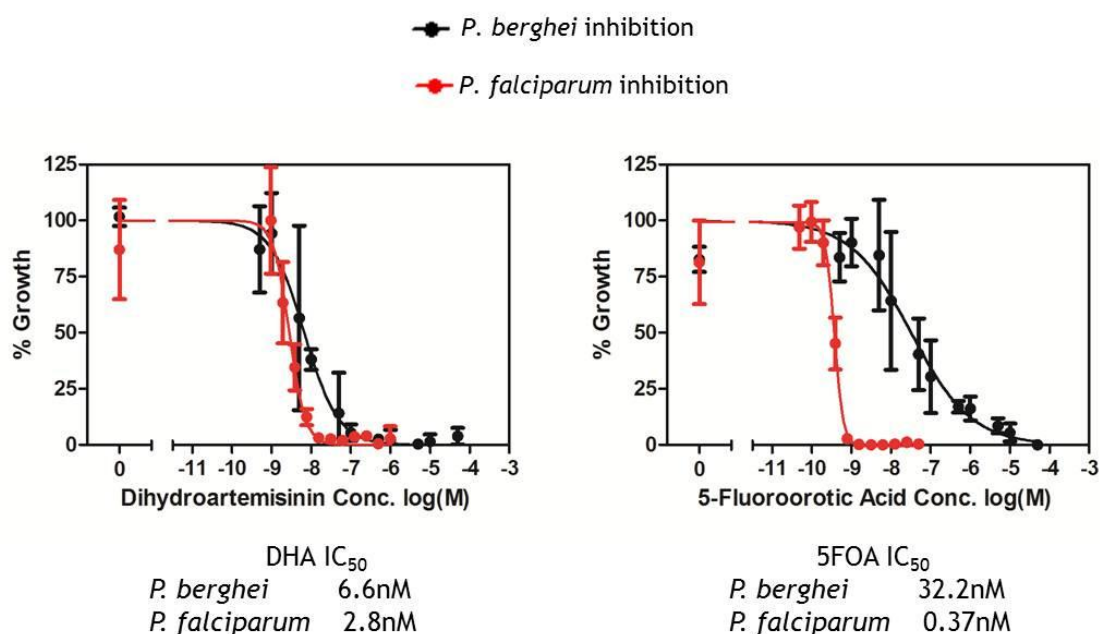 P. berghei inhibition
P. falciparum inhibition
125
100
75
50
25
0
% Growth
0 -11 -10 -9 -8 -7 -6 -5 -4 -3
Dihydroartemisinin Conc. log(M)
125
100
75
50
25
0
% Growth
0 -11 -10 -9 -8 -7 -6 -5 -4 -3
5-Fluoroorotic Acid Conc. log(M)
DHA IC50
P. berghei 6.6nM
P. falciparum 2.8nM
5FOA IC50
P. berghei 32.2nM
P. falciparum 0.37nM